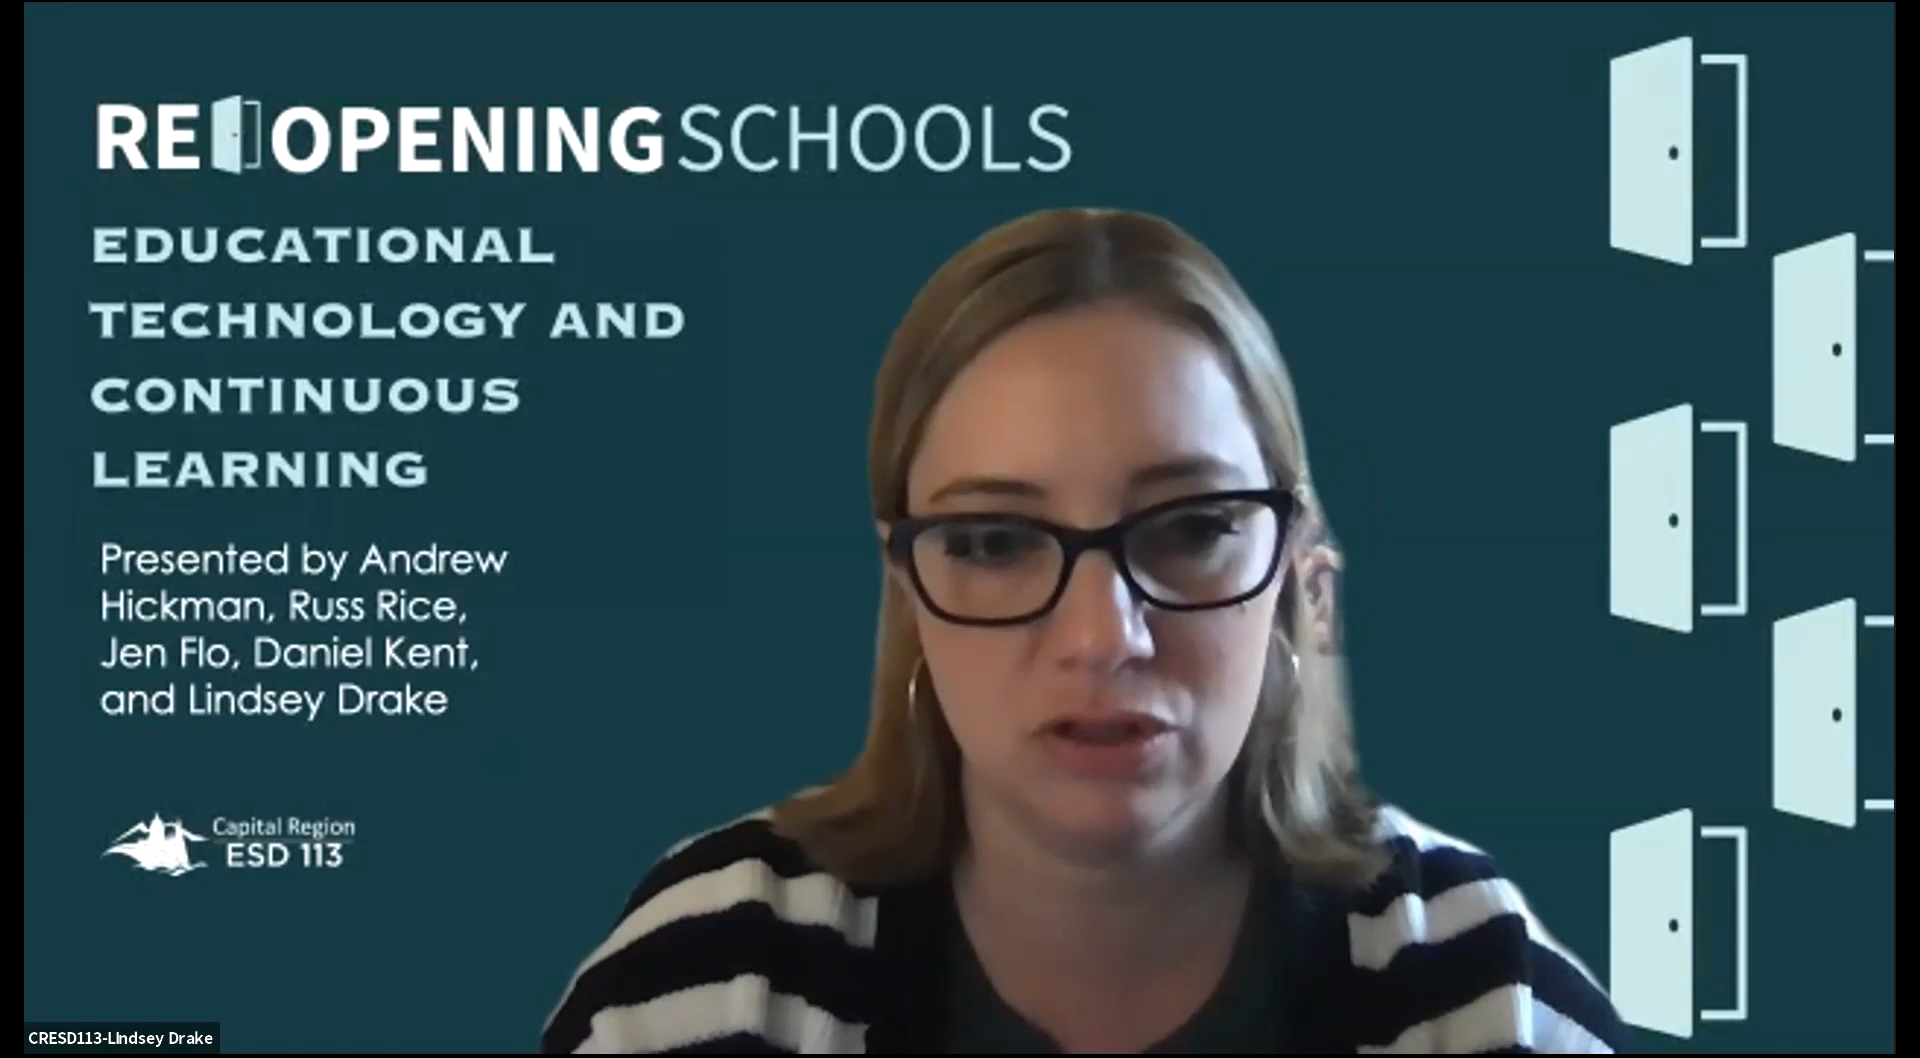 REOPENING SCHOOLS
EDUCATIONAL
TECHNOLOGY AND
CONTINUOUS
LEARNING
Presented by Andrew
Hickman, Russ Rice,
Jen Flo, Daniel Kent,
and Lindsey Drake
Capital Region
ESD 113
CRESD113-LIndsey Drake